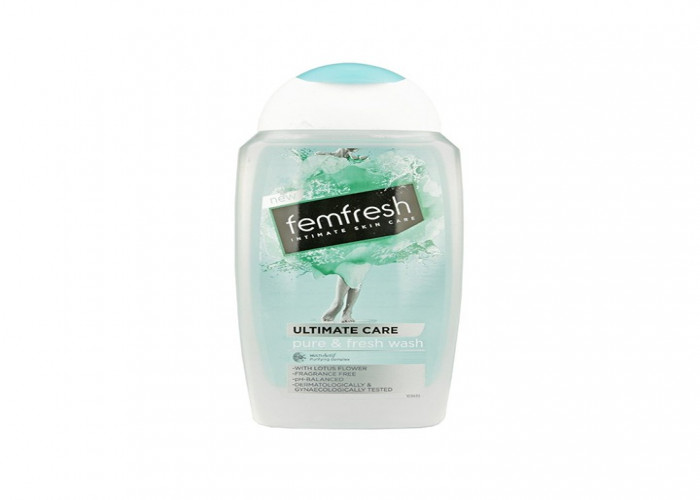 new
femfresh
INTIMATE SKIN CARE
ULTIMATE CARE
pure & fresh wash
-WITH LOTUS FLOWER
-FRAGRANCE FREE
-pH-BALANCED
-DERMATOLOGICALLY &
GYNAECOLOGICALLY TESTED